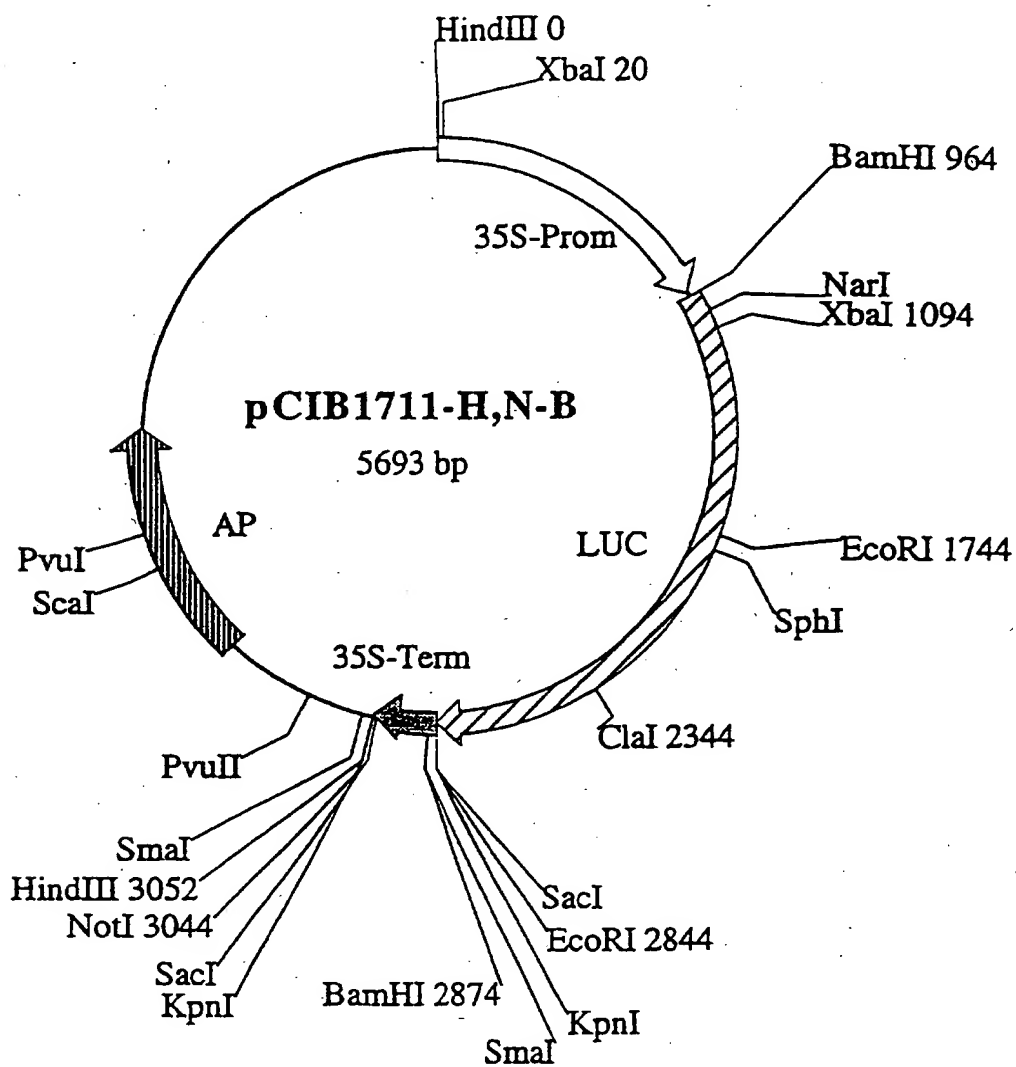 HindIII 0
XbaI 20
BamHI 964
35S-Prom
NarI
XbaI 1094
pCIB1711-H,N-B
5693 bp
AP
LUC
EcoRI 1744
PvuI
ScaI
SphI
35S-Term
ClaI 2344
PvuII
SmaI
HindIII 3052
NotI 3044
SacI
KpnI
SacI
EcoRI 2844
BamHI 2874
KpnI
SmaI